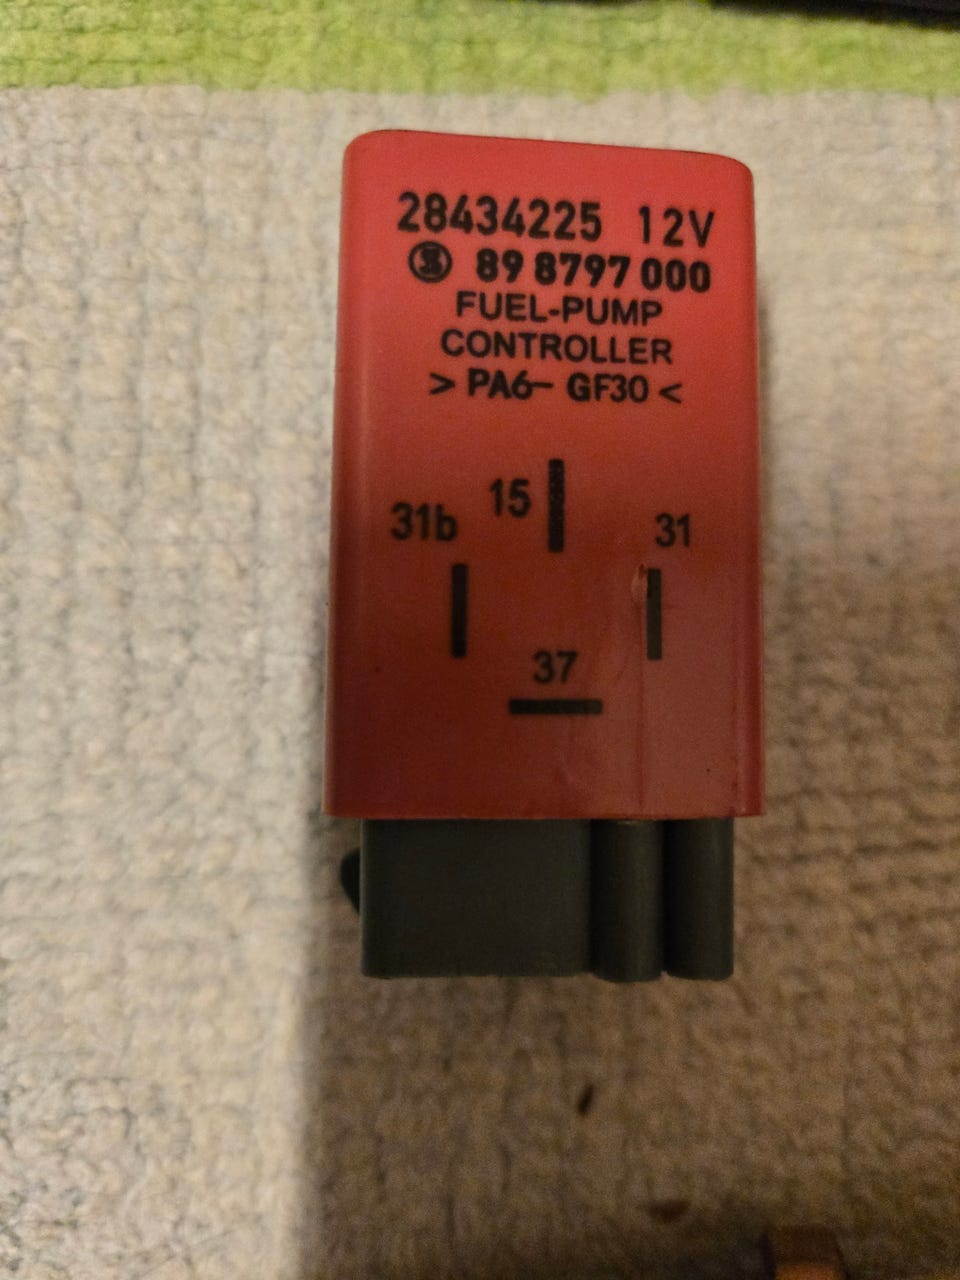 28434225 12V
S 89 8797 000
FUEL-PUMP
CONTROLLER
> PA6- GF30 <
15
31b
31
37